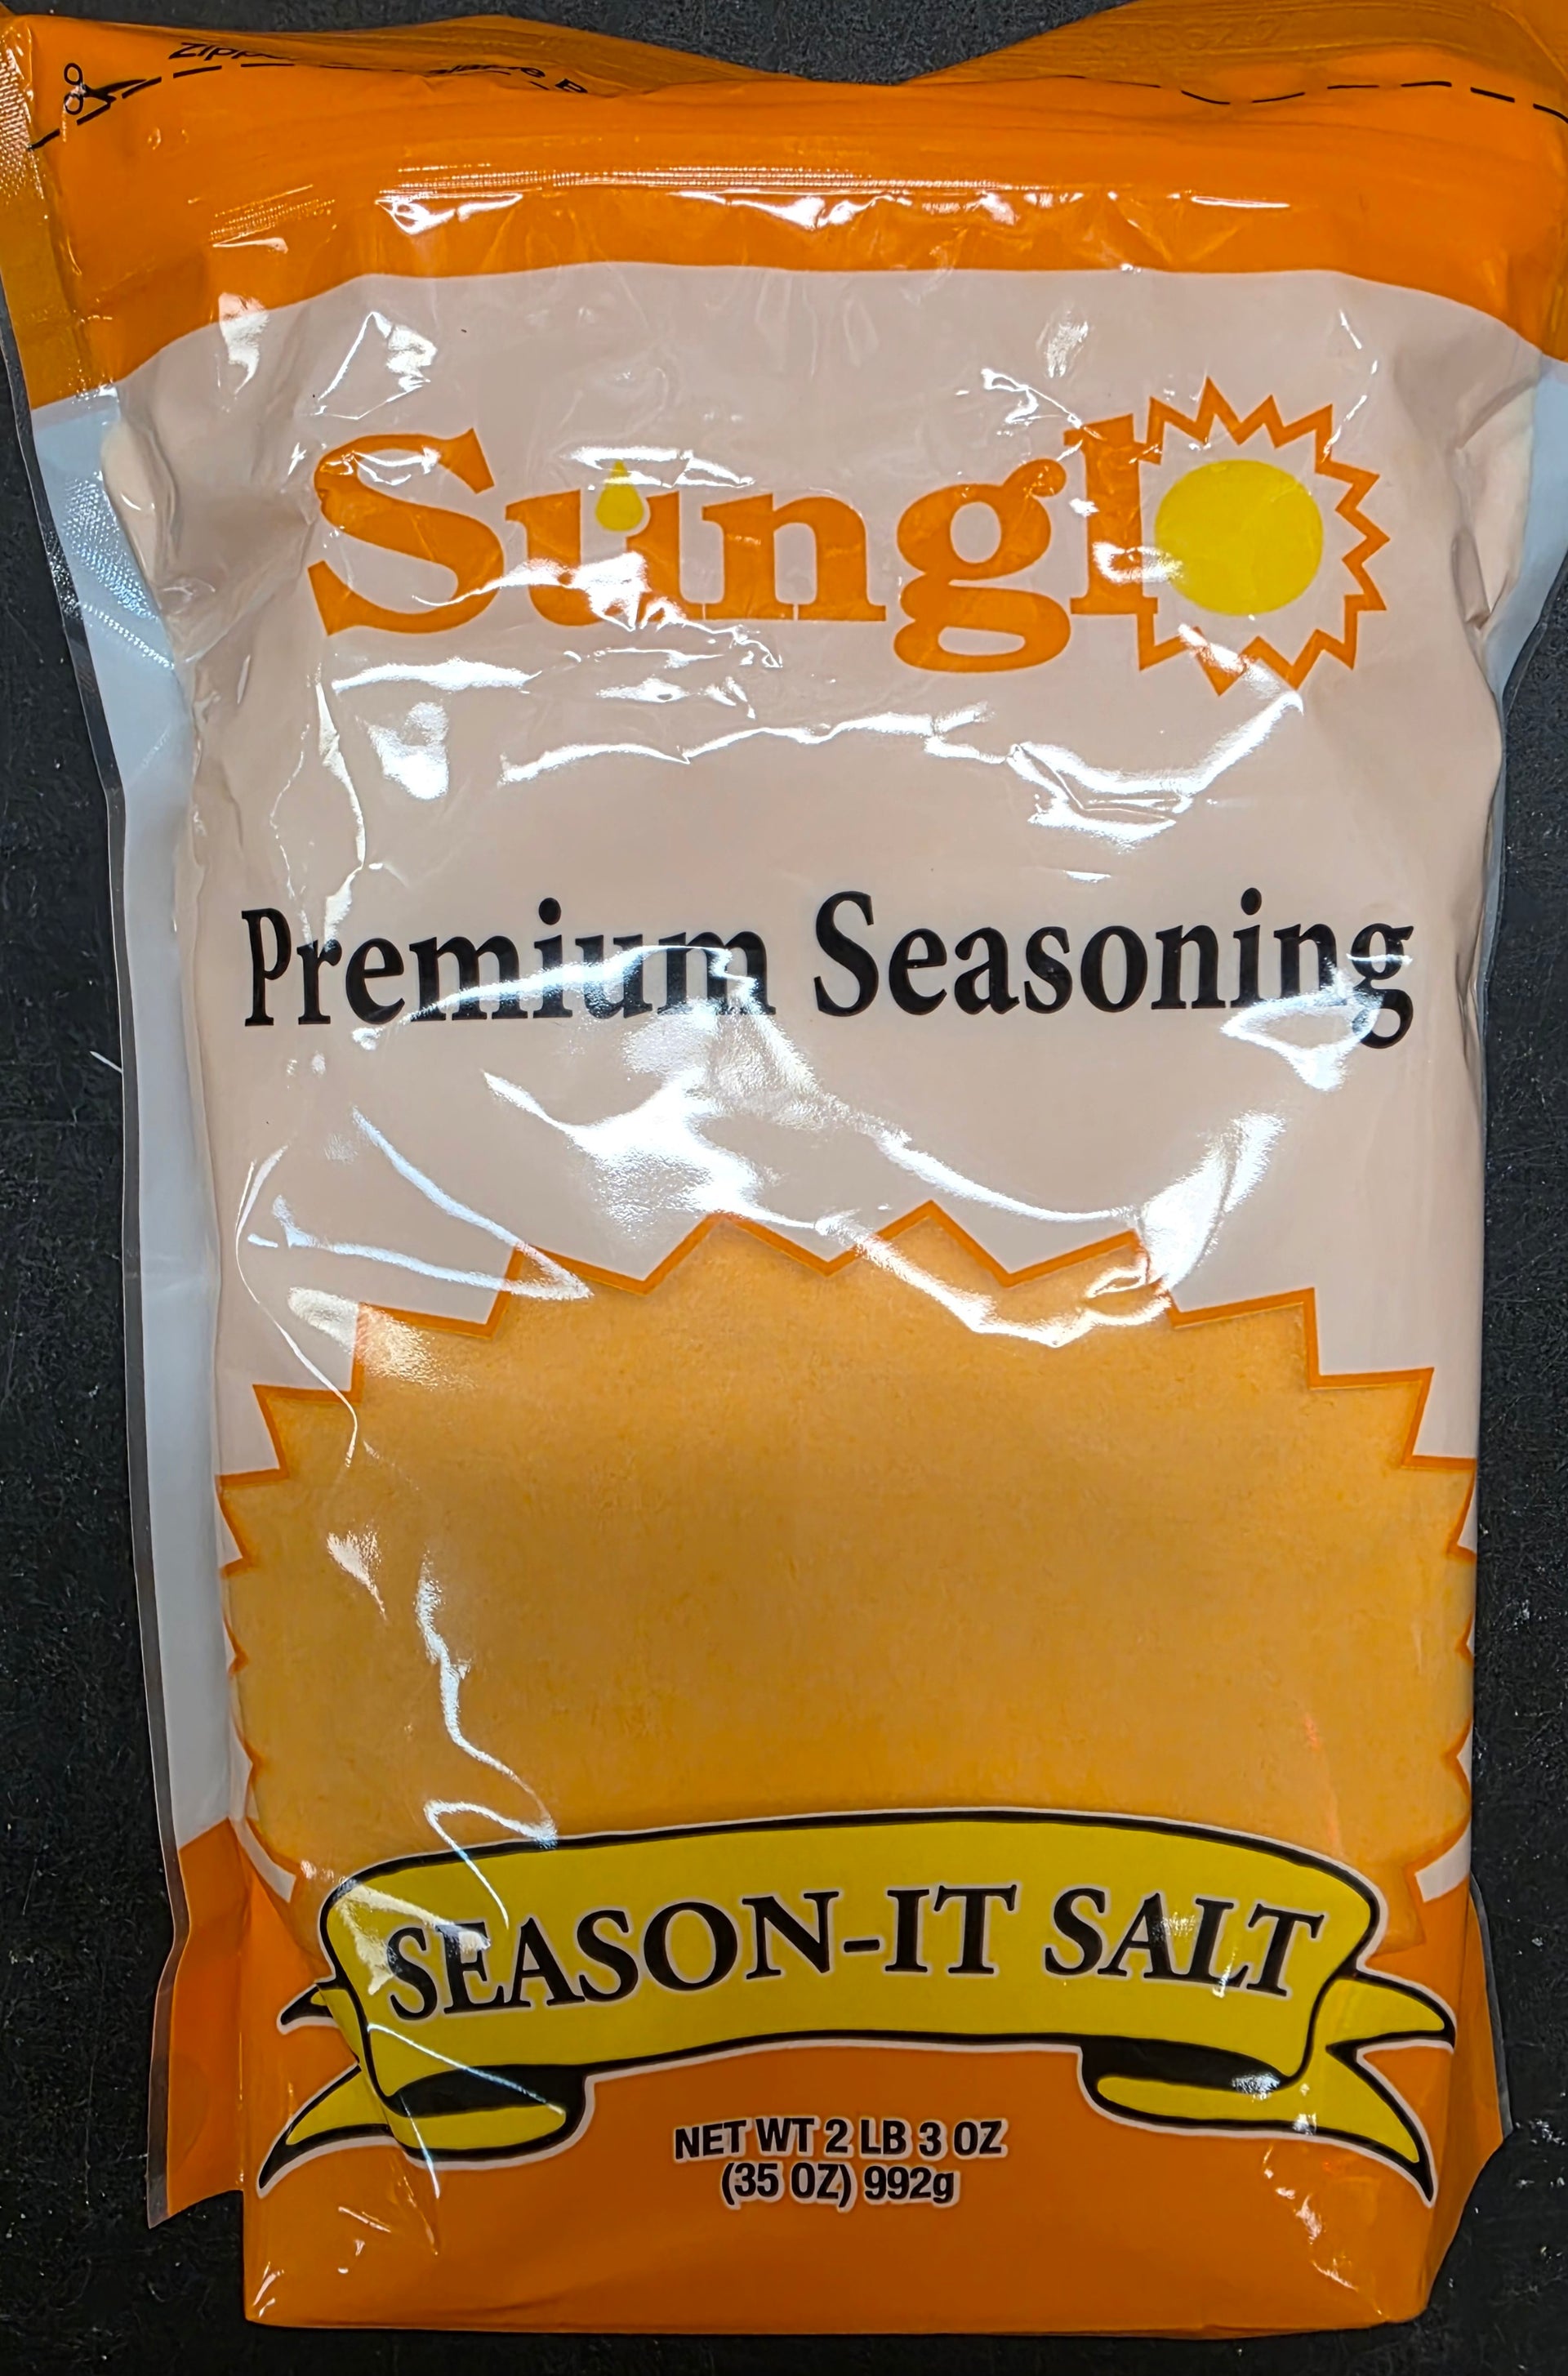 Sunglo
Premium Seasoning
SEASON-IT SALT
NET WT 2 LB 3 OZ
(35 OZ) 992g